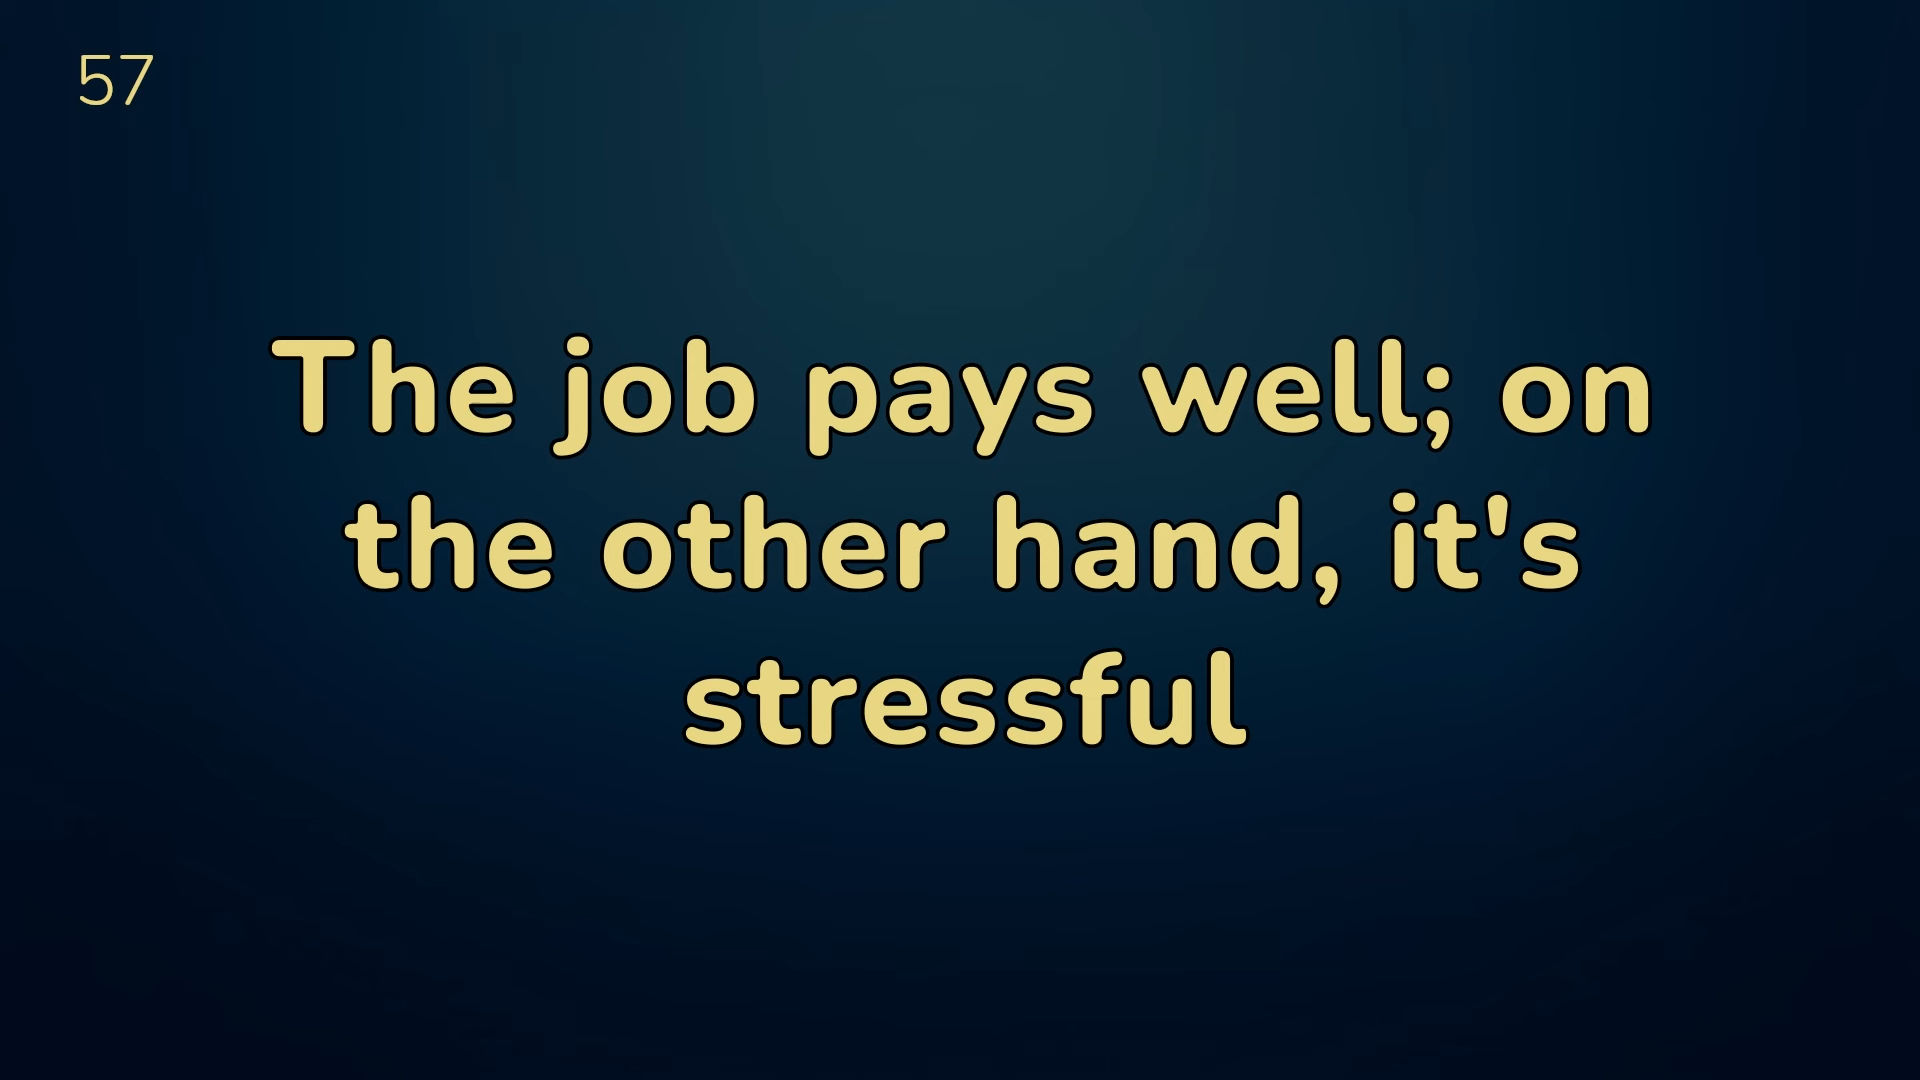 57
The job pays well; on
the other hand, it's
stressful